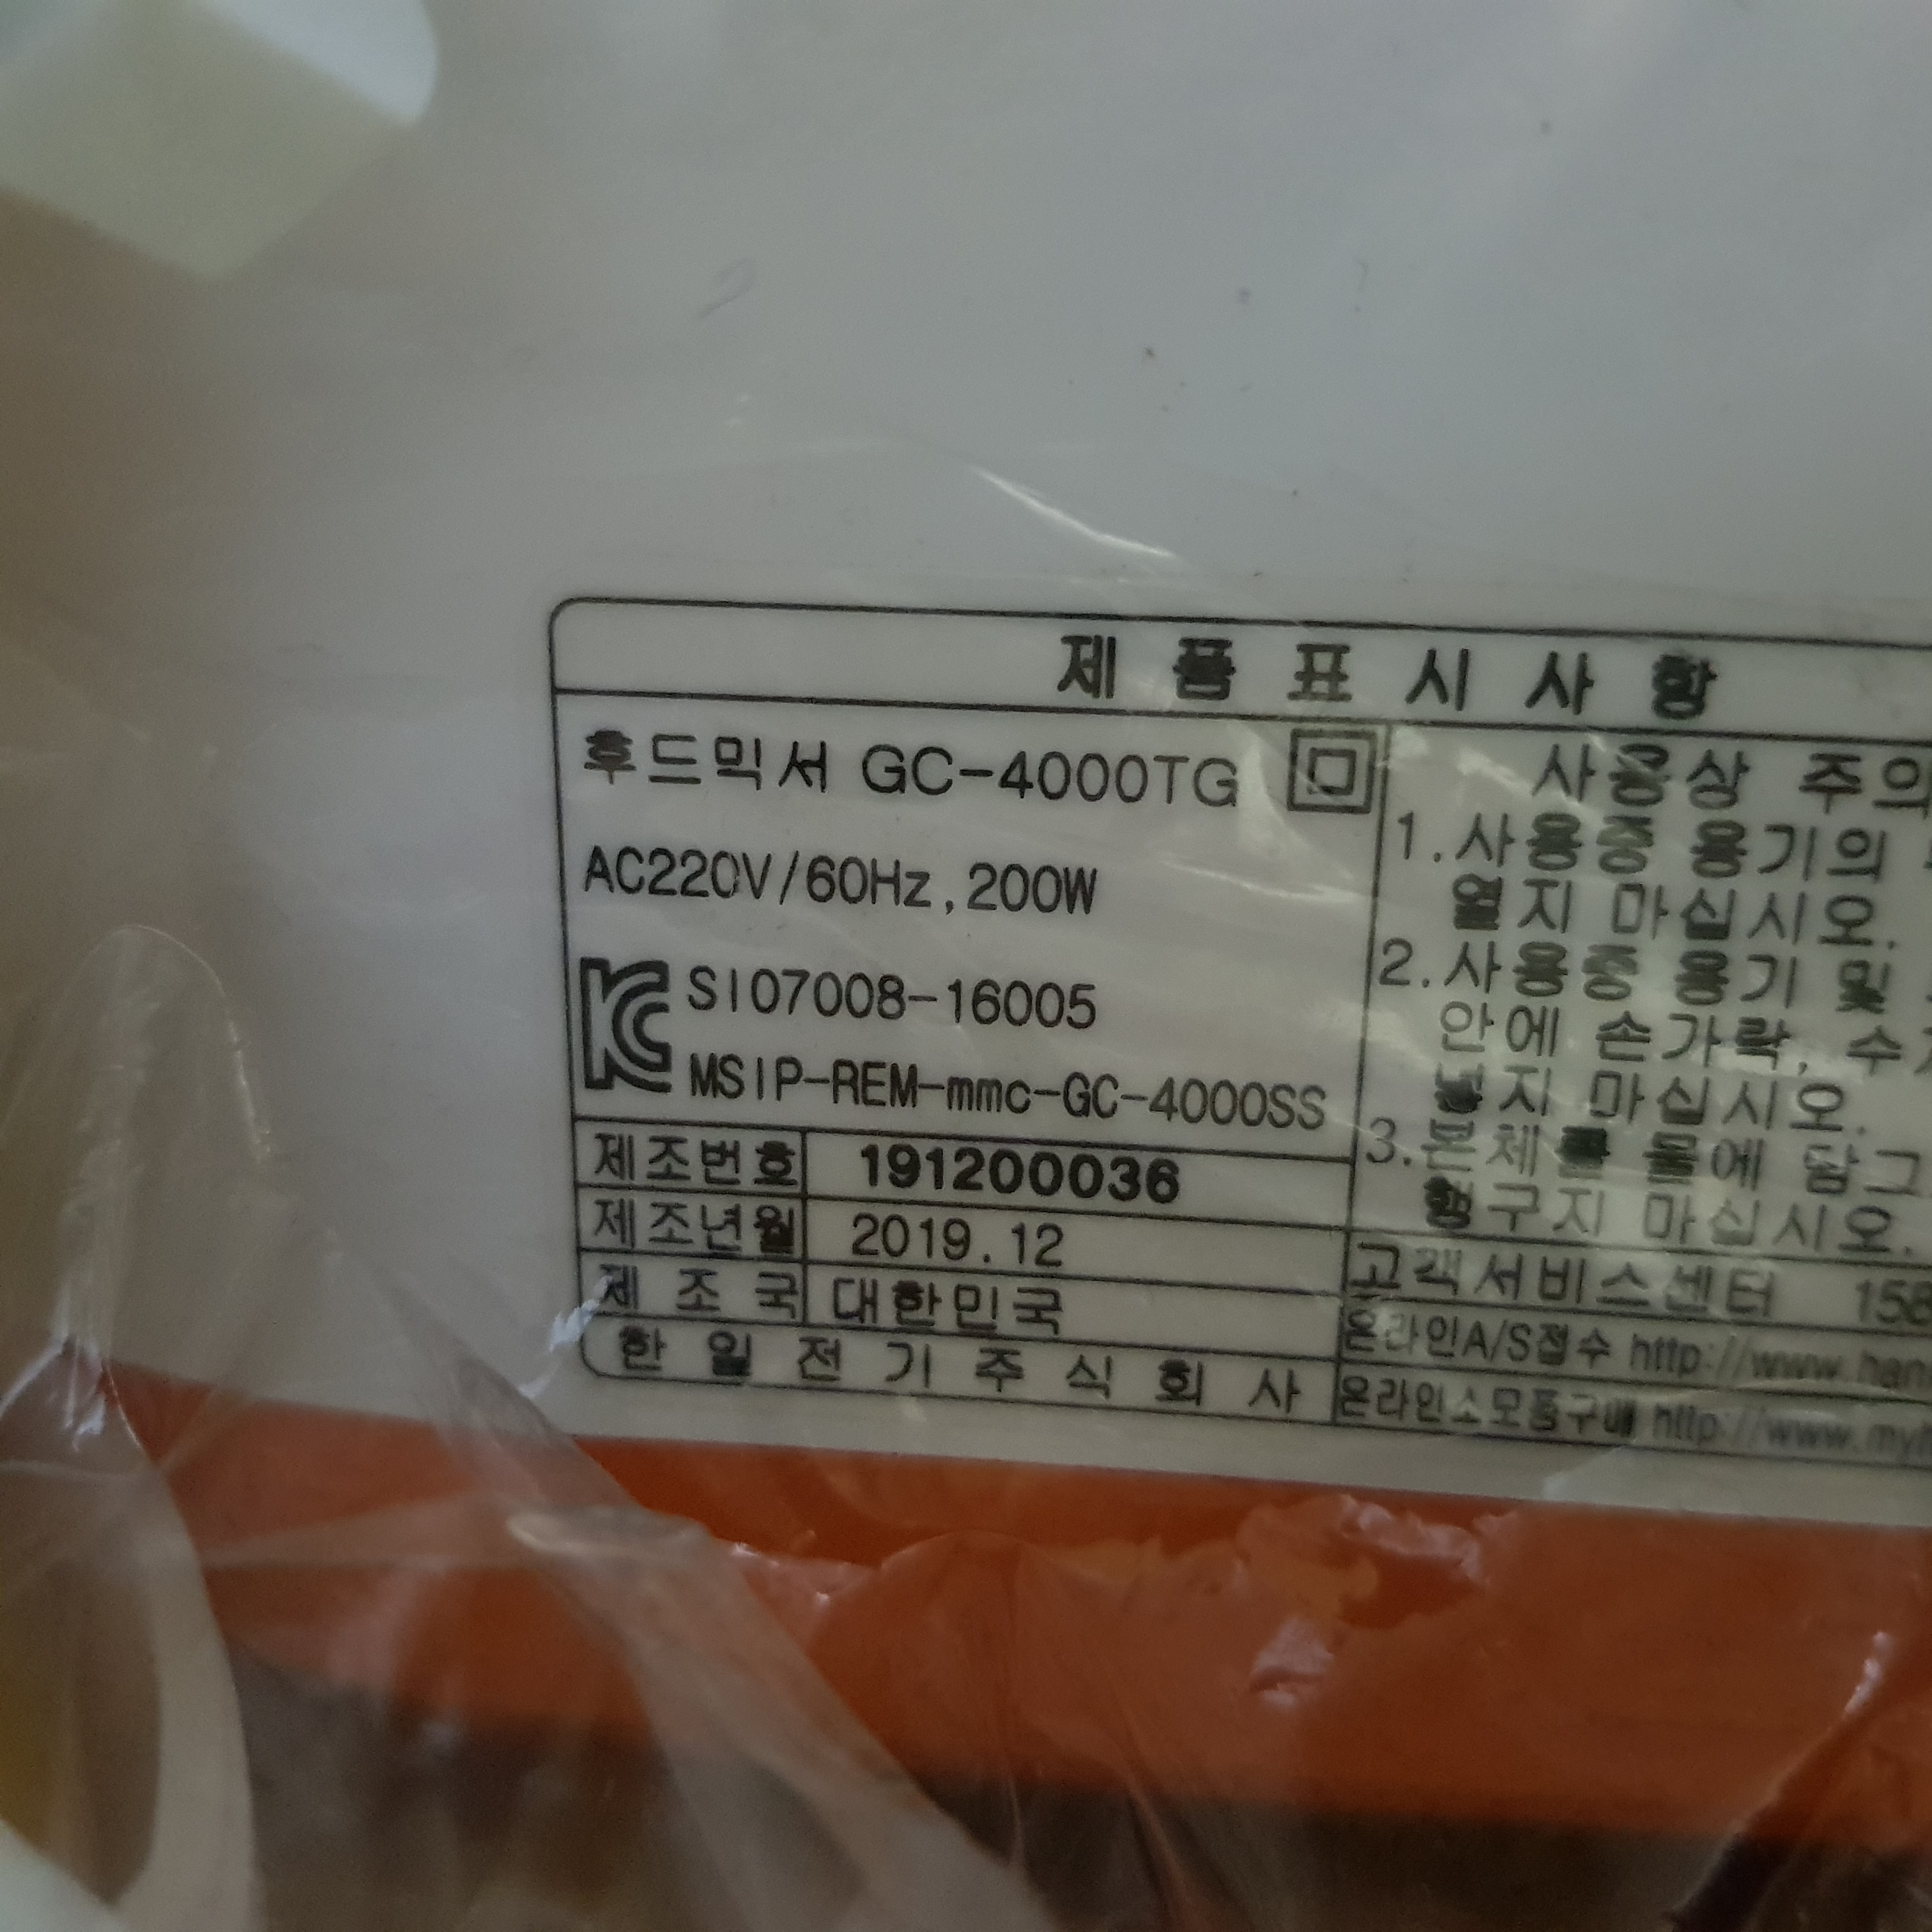 제품표시사항
후드믹서 GC-4000TG
AC220V/60Hz,200W
SI07008-16005
MSIP-REM-mmc-GC-4000SS
제조번호 191200036
제조년월 2019.12
제조국 대한민국
한일전기주식회사
사용상 주의
1.사용중 용기의
열지 마십시오.
2.사용중 용기 및
안에 손가락,
넣지 마십시오.
3.본체를 물에 담그
행구지 마십시오.
고객서비스센터 158
온라인A/S접수 http://www.han
온라인소모품구매 http://www.my